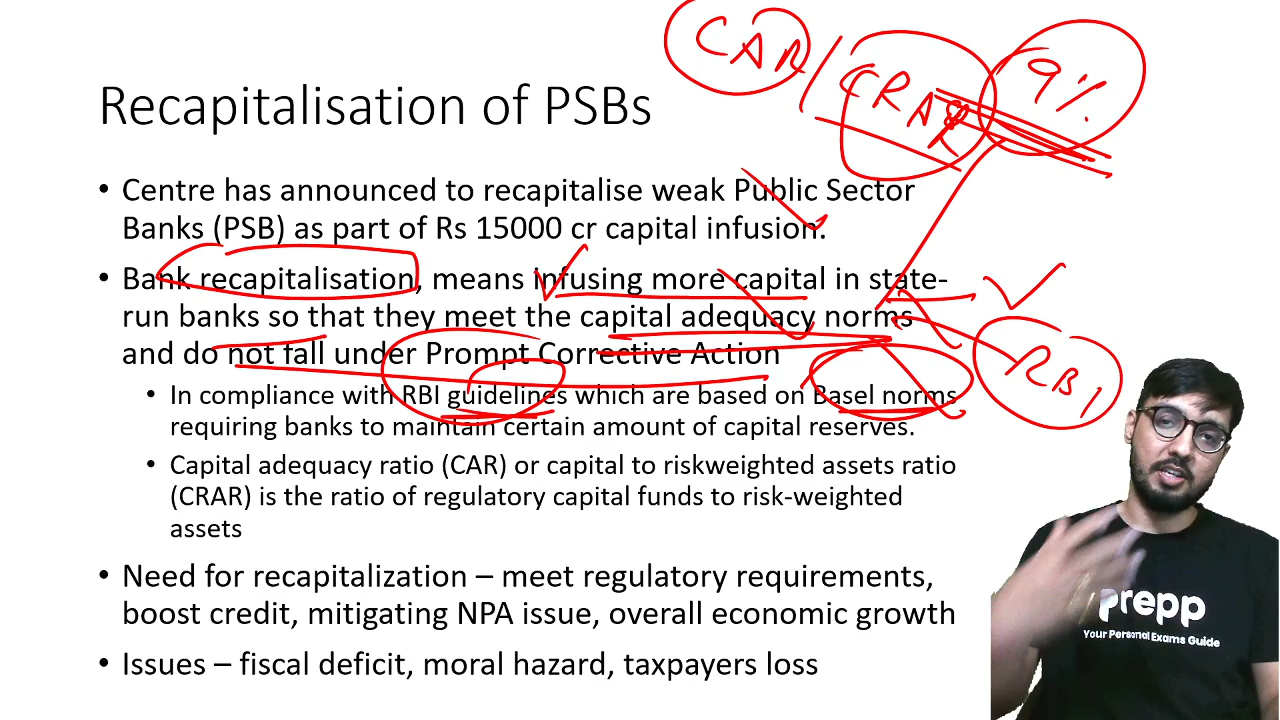 CAR/CRAR 9%
Recapitalisation of PSBs
• Centre has announced to recapitalise weak Public Sector
Banks (PSB) as part of Rs 15000 cr capital infusion.
• Bank recapitalisation, means infusing more capital in state-
run banks so that they meet the capital adequacy norms
and do not fall under Prompt Corrective Action
RBI
• In compliance with RBI guidelines which are based on Basel norms
requiring banks to maintain certain amount of capital reserves.
• Capital adequacy ratio (CAR) or capital to riskweighted assets ratio
(CRAR) is the ratio of regulatory capital funds to risk-weighted
assets
• Need for recapitalization – meet regulatory requirements,
boost credit, mitigating NPA issue, overall economic growth
• Issues – fiscal deficit, moral hazard, taxpayers loss
prepp
Your Personal Exams Guide